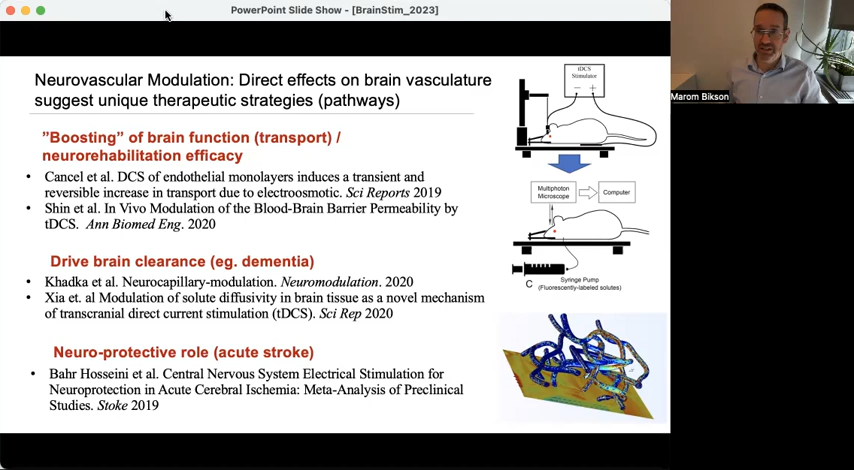 PowerPoint Slide Show - [BrainStim_2023]
Neurovascular Modulation: Direct effects on brain vasculature
suggest unique therapeutic strategies (pathways)
”Boosting” of brain function (transport) /
neurorehabilitation efficacy
• Cancel et al. DCS of endothelial monolayers induces a transient and
reversible increase in transport due to electroosmotic. Sci Reports 2019
• Shin et al. In Vivo Modulation of the Blood-Brain Barrier Permeability by
tDCS. Ann Biomed Eng. 2020
Drive brain clearance (eg. dementia)
• Khadka et al. Neurocapillary-modulation. Neuromodulation. 2020
• Xia et. al Modulation of solute diffusivity in brain tissue as a novel mechanism
of transcranial direct current stimulation (tDCS). Sci Rep 2020
Neuro-protective role (acute stroke)
• Bahr Hosseini et al. Central Nervous System Electrical Stimulation for
Neuroprotection in Acute Cerebral Ischemia: Meta-Analysis of Preclinical
Studies. Stoke 2019
tDCS
Stimulator
− +
Multiphoton
Microscope
Computer
C
Syringe Pump
(Fluorescently-labeled solutes)
Marom Bikson